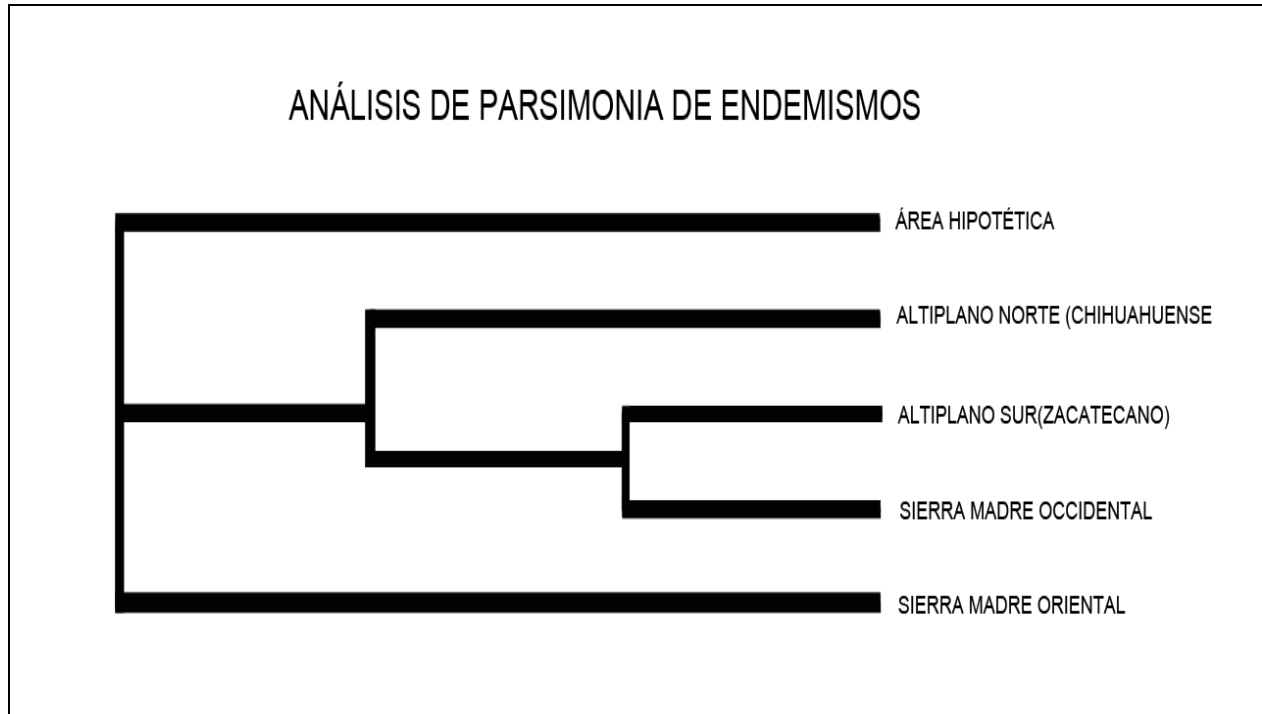 ANÁLISIS DE PARSIMONIA DE ENDEMISMOS
ÁREA HIPOTÉTICA
ALTIPLANO NORTE (CHIHUAHUENSE
ALTIPLANO SUR(ZACATECANO)
SIERRA MADRE OCCIDENTAL
SIERRA MADRE ORIENTAL